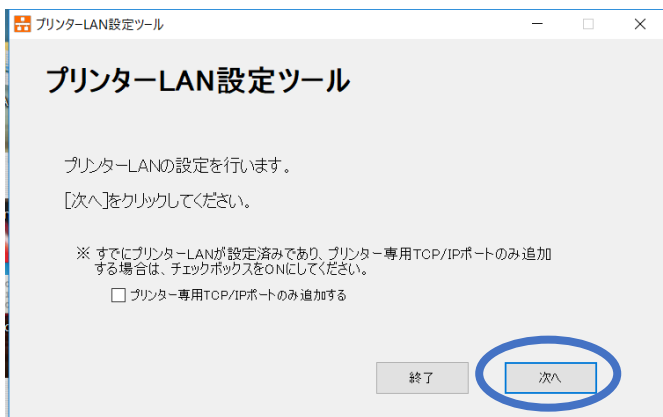 プリンターLAN設定ツール
プリンターLAN設定ツール
プリンターLANの設定を行います。
[次へ]をクリックしてください。
※ すでにプリンターLANが設定済みであり、プリンター専用TCP/IPポートのみ追加
する場合は、チェックボックスをONにしてください。
プリンター専用TCP/IPポートのみ追加する
終了
次へ